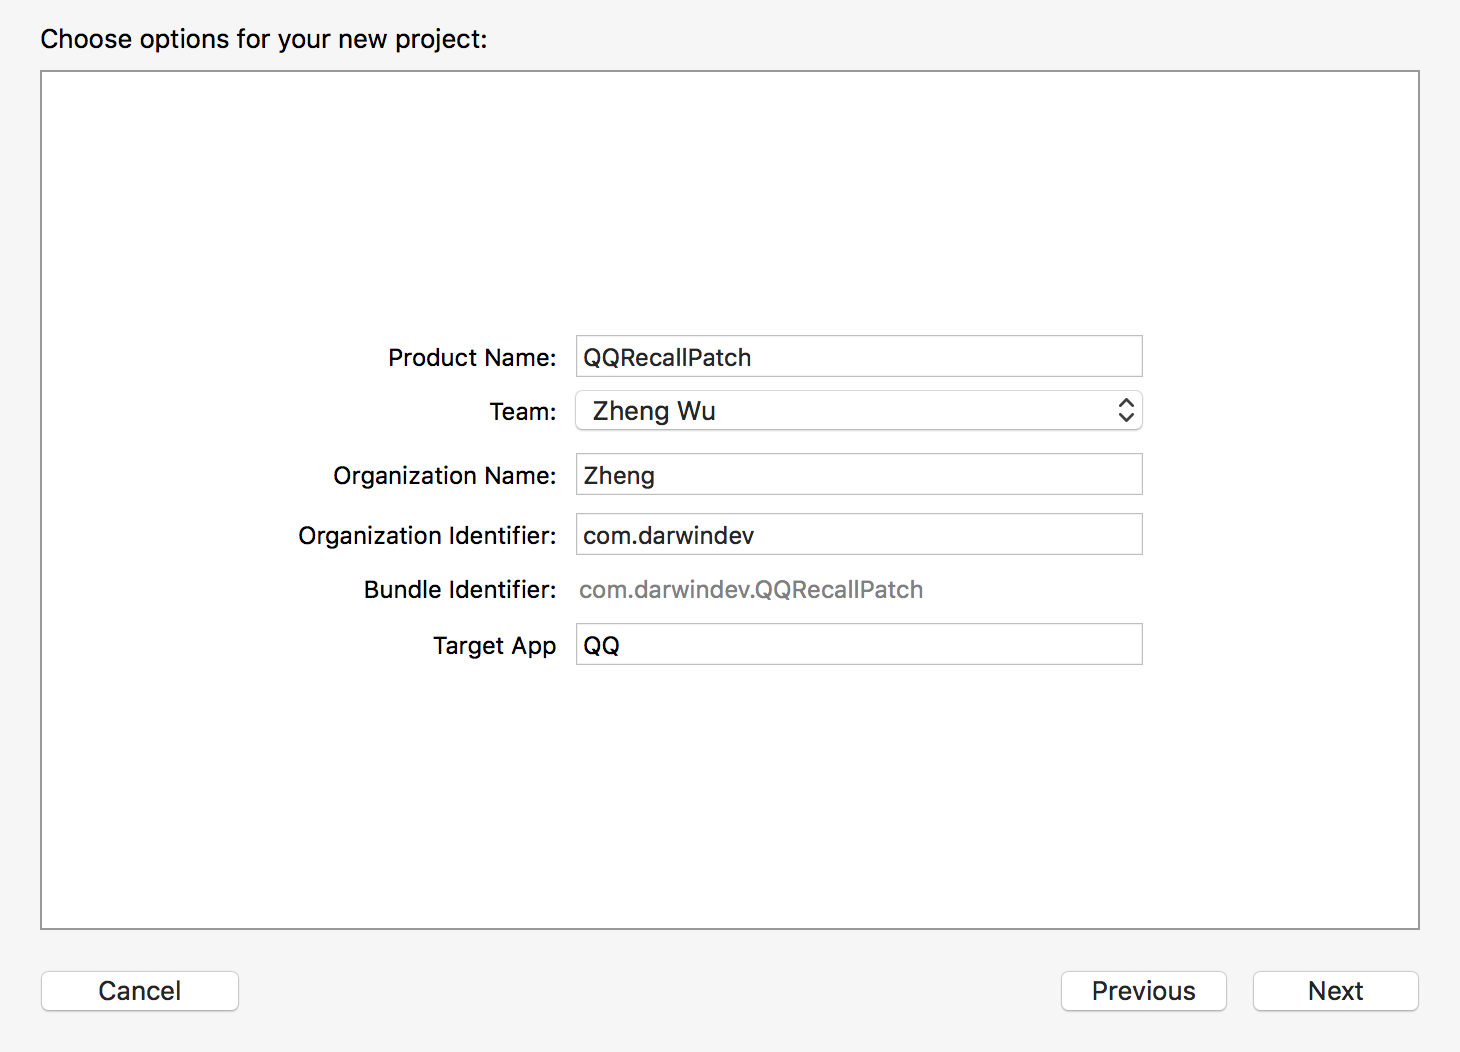 Choose options for your new project:
Product Name: QQRecallPatch
Team: Zheng Wu
Organization Name: Zheng
Organization Identifier: com.darwindev
Bundle Identifier: com.darwindev.QQRecallPatch
Target App QQ
Cancel Previous Next